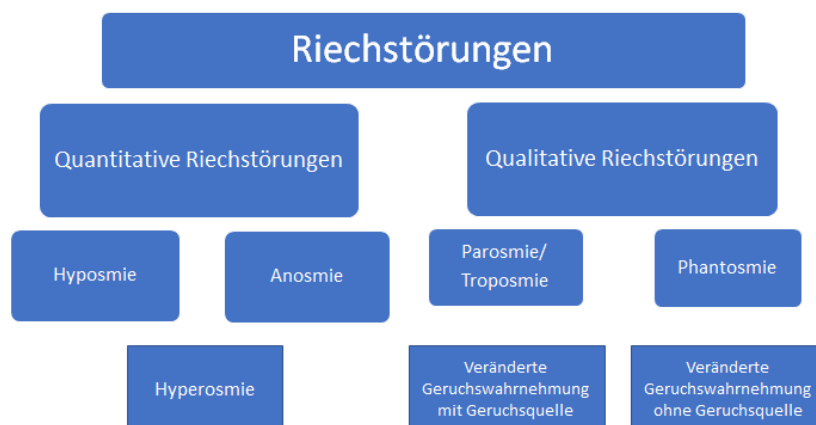 Riechstörungen
Quantitative Riechstörungen
Qualitative Riechstörungen
Hyposmie
Anosmie
Parosmie/
Troposmie
Phantosmie
Hyperosmie
Veränderte
Geruchswahrnehmung
mit Geruchsquelle
Veränderte
Geruchswahrnehmung
ohne Geruchsquelle